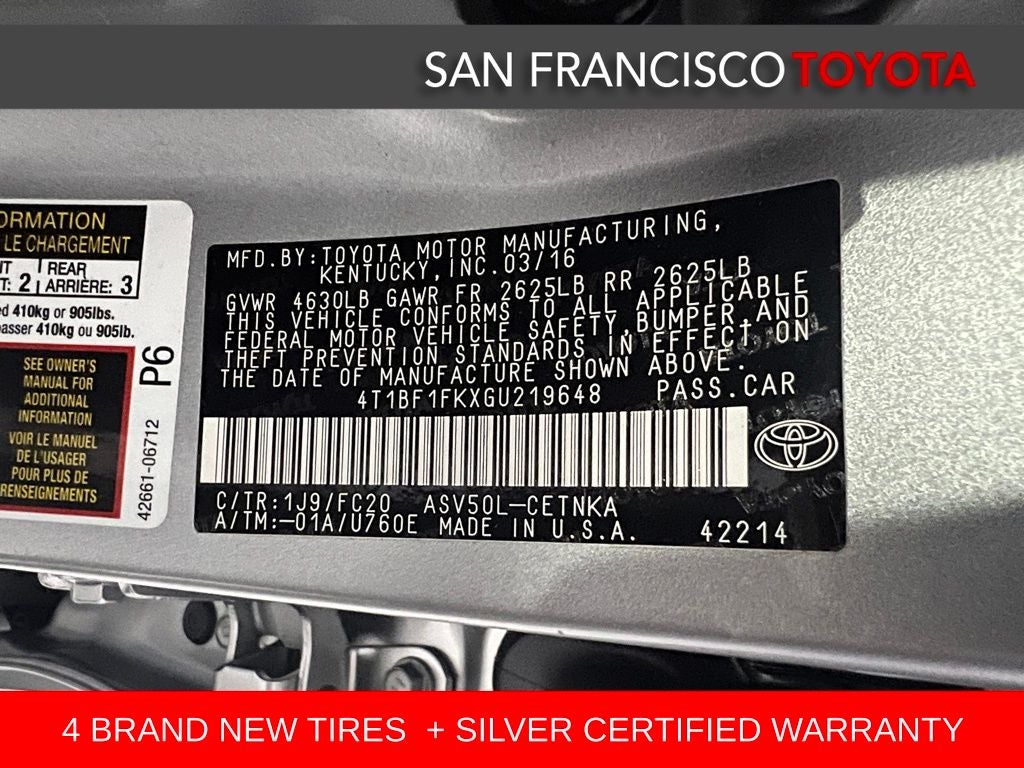 SAN FRANCISCO TOYOTA
ORMATION
LE CHARGEMENT
REAR
2 ARRIÈRE: 3
410kg or 905lbs.
410kg ou 905lb.
SEE OWNER'S
MANUAL FOR
ADDITIONAL
INFORMATION
VOIR LE MANUEL
DE L'USAGER
POUR PLUS DE
RENSEIGNEMENTS
P6
42661-06712
MFD.BY:TOYOTA MOTOR MANUFACTURING,
KENTUCKY,INC.03/16
GVWR 4630LB GAWR FR 2625LB RR 2625LB
THIS VEHICLE CONFORMS TO ALL APPLICABLE
FEDERAL MOTOR VEHICLE SAFETY,BUMPER,AND
THEFT PREVENTION STANDARDS IN EFFECT ON
THE DATE OF MANUFACTURE SHOWN ABOVE.
4T1BF1FKXGU219648 PASS.CAR
C/TR:1J9/FC20 ASV50L-CETNKA
A/TM:-01A/U760E MADE IN U.S.A. 42214
4 BRAND NEW TIRES + SILVER CERTIFIED WARRANTY